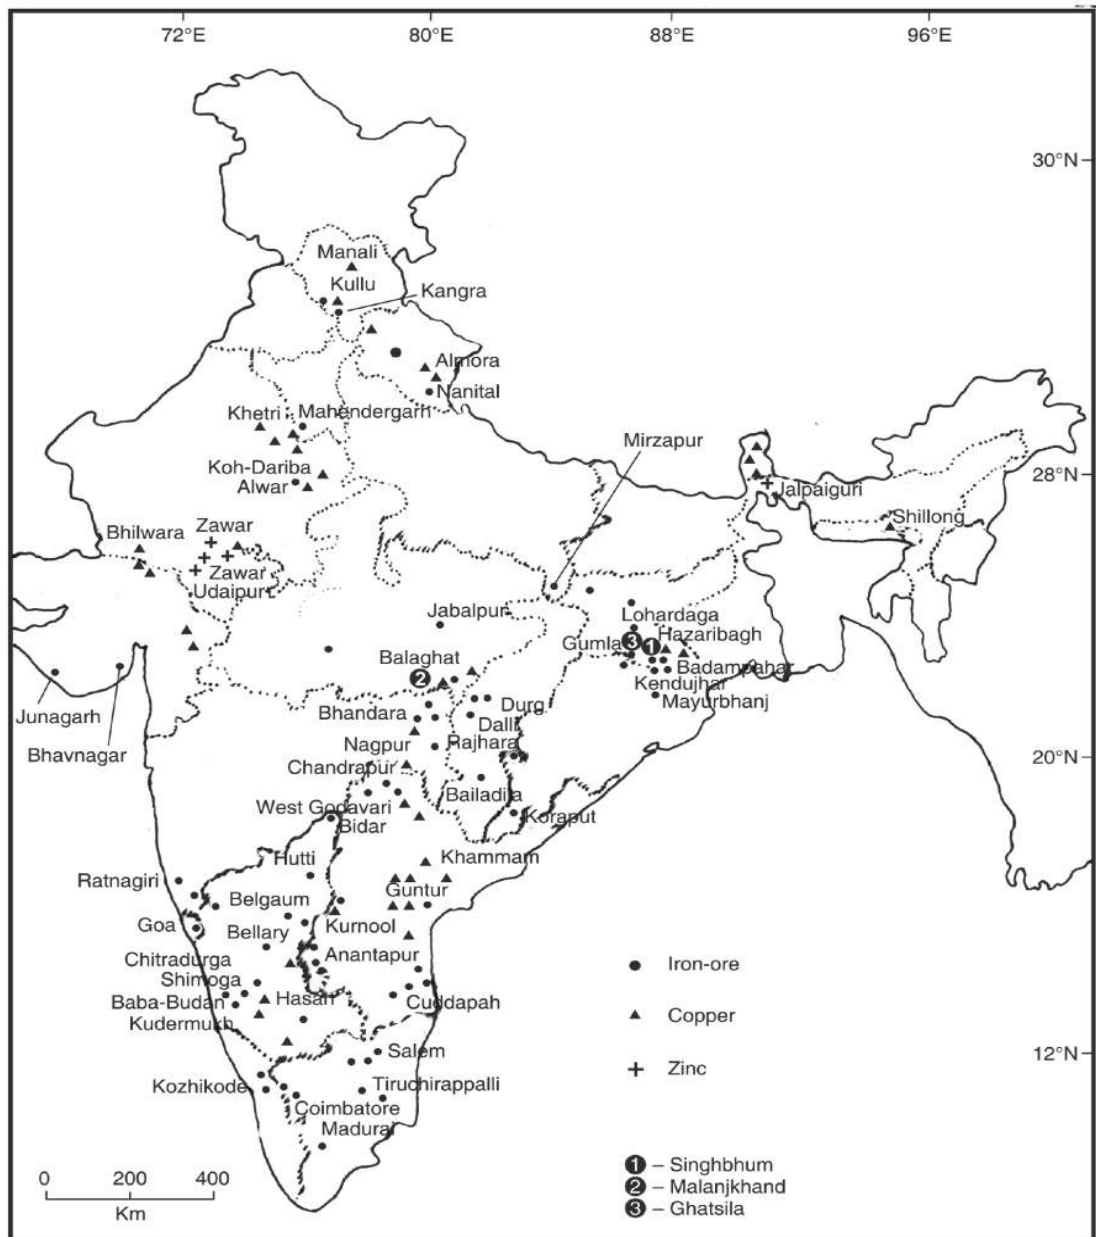 72°E 80°E 88°E 96°E
30°N
Manali
Kullu
Kangra
Almora
Nanital
Khetri Mahendergarh
Mirzapur
Koh-Dariba
Alwar
28°N
Jalpaiguri
Shillong
Bhilwara Zawar
Zawar
Udaipur
Jabalpur
Lohardaga
Gumla 3 1 Hazaribagh
Balaghat
2
Badampahar
Kendujhar
Mayurbhanj
Junagarh
Bhandara
Durg
Dalli
Rajhara
Bhavnagar
Nagpur
Chandrapur
20°N
Bailadila
West Godavari
Bidar
Koraput
Hutti
Khammam
Ratnagiri
Guntur
Belgaum
Goa
Kurnool
Bellary
Anantapur
Chitradurga
Shimoga
Baba-Budan
Hasan
Cuddapah
Kudermukh
Iron-ore
Copper
Zinc
12°N
Salem
Kozhikode
Tiruchirappalli
Coimbatore
Madurai
0 200 400
Km
1 – Singhbhum
2 – Malanjkhand
3 – Ghatsila